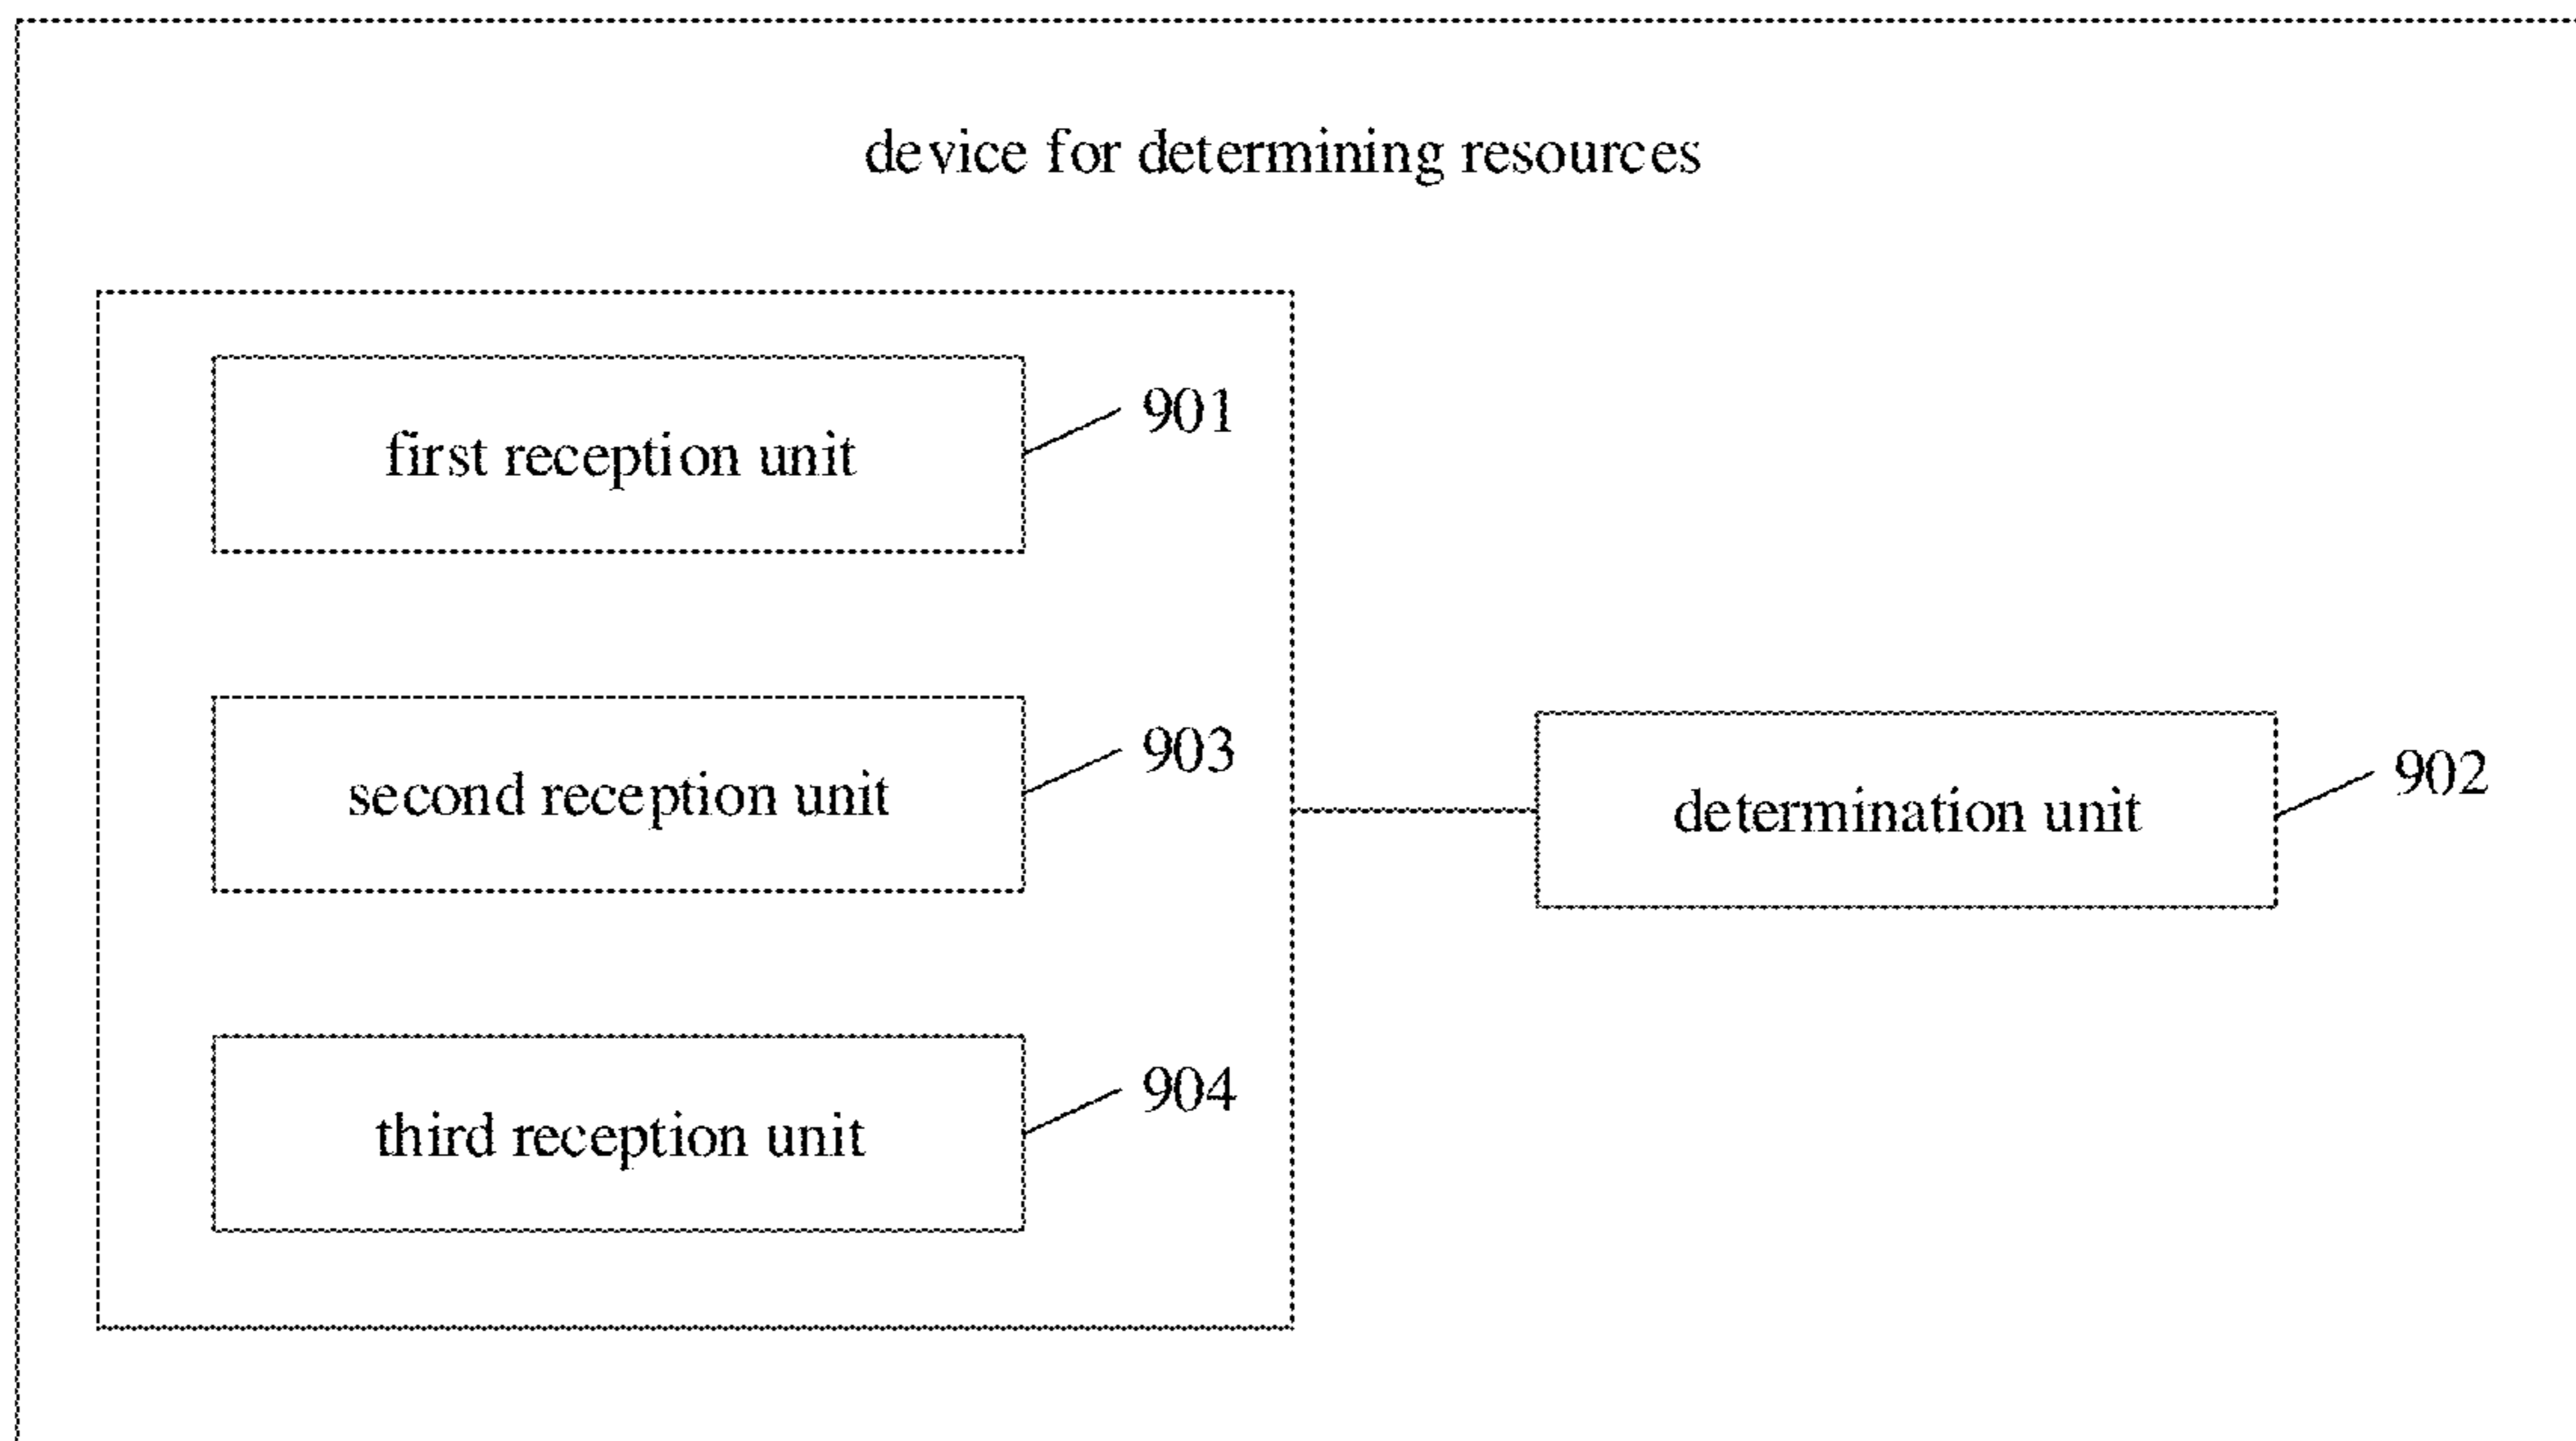 device for determining resources
first reception unit
901
second reception unit
903
third reception unit
904
determination unit
902